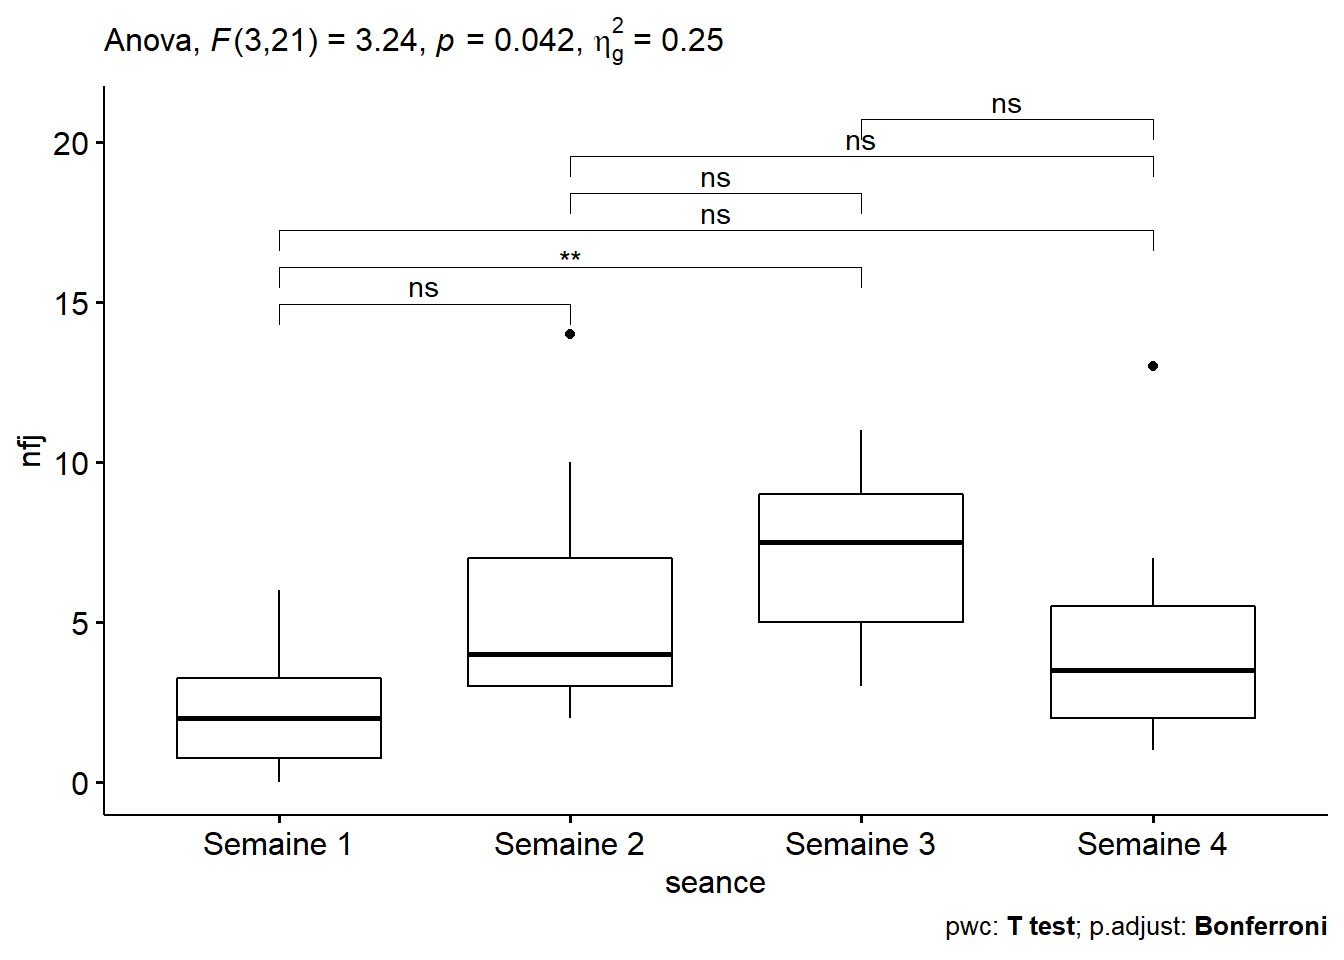 Anova, F(3,21) = 3.24, p = 0.042, η²g = 0.25
ns
ns
ns
ns
**
ns
20
15
10
5
0
nfj
Semaine 1 Semaine 2 Semaine 3 Semaine 4
seance
pwc: T test; p.adjust: Bonferroni